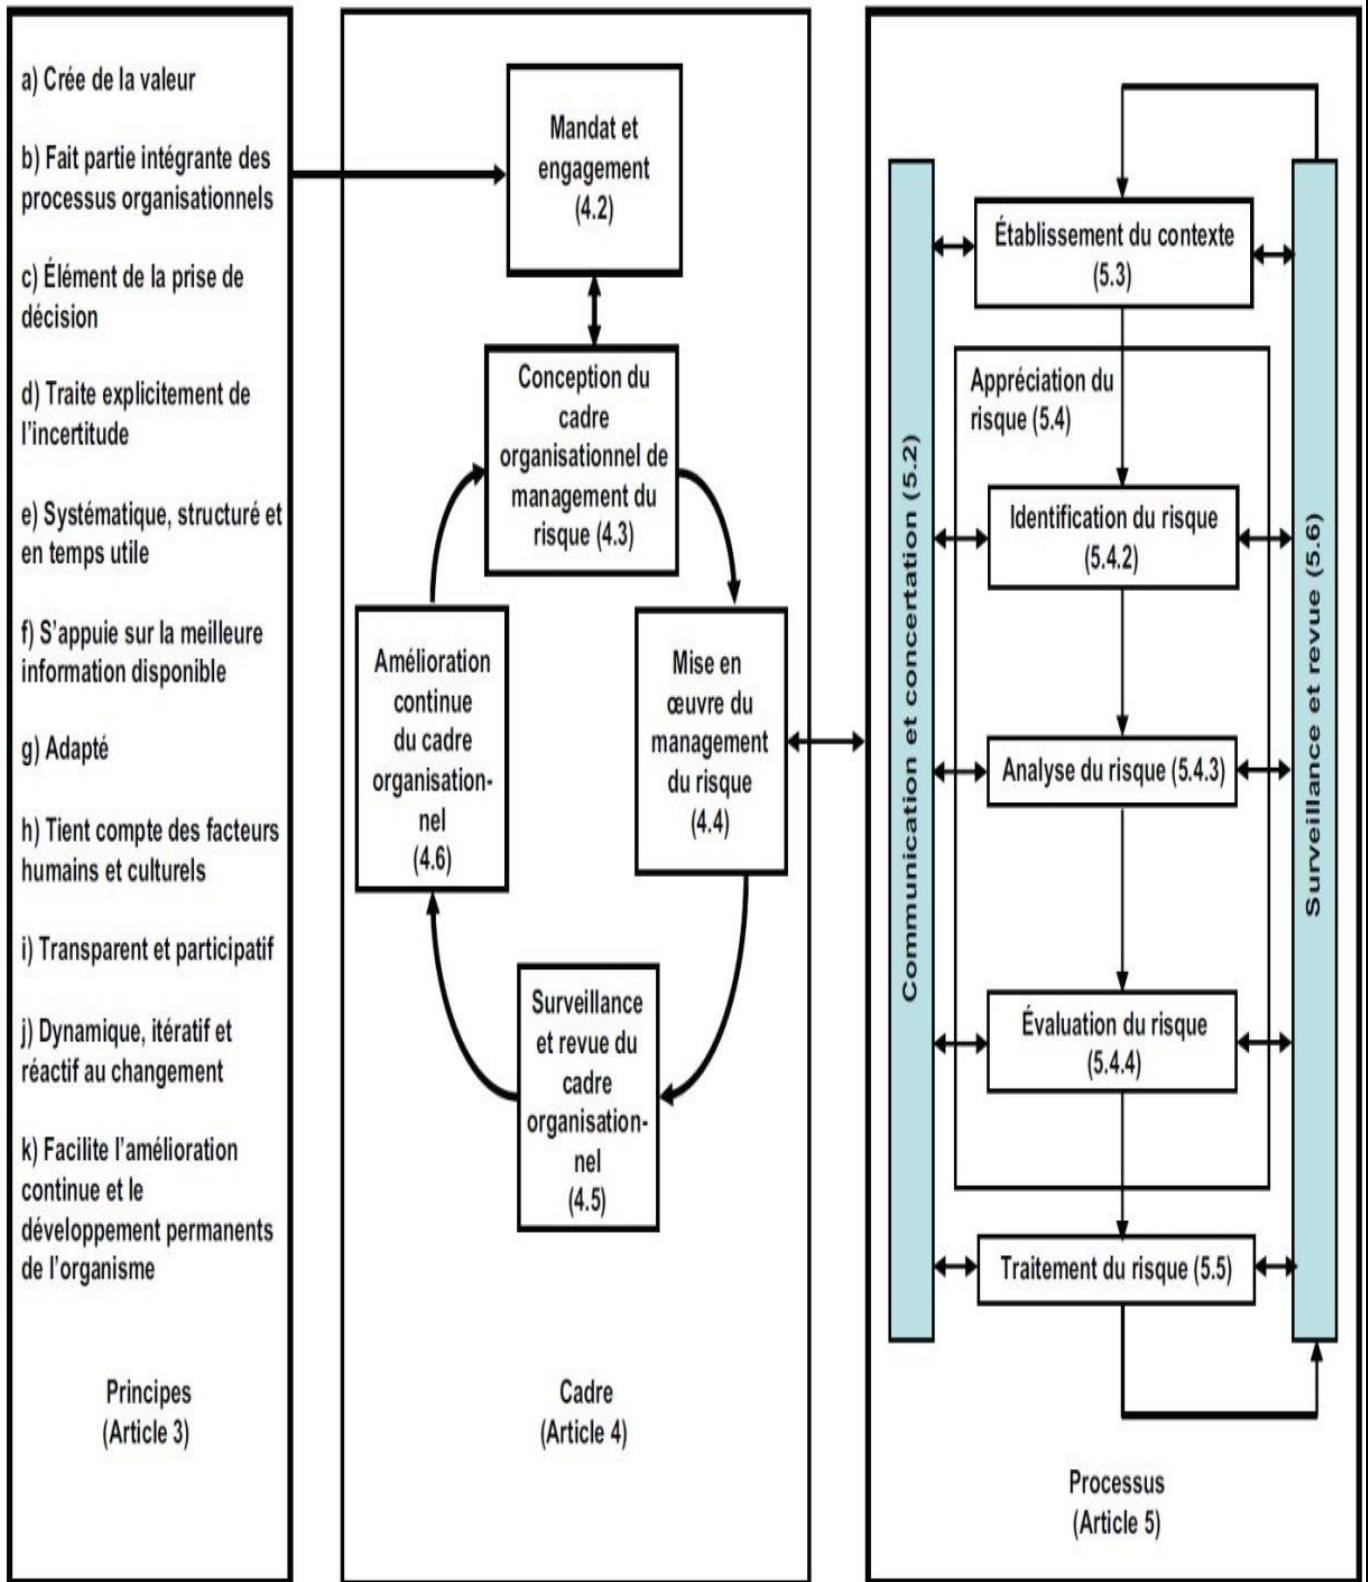 a) Crée de la valeur
b) Fait partie intégrante des
processus organisationnels
c) Élément de la prise de
décision
d) Traite explicitement de
l'incertitude
e) Systématique, structuré et
en temps utile
f) S'appuie sur la meilleure
information disponible
g) Adapté
h) Tient compte des facteurs
humains et culturels
i) Transparent et participatif
j) Dynamique, itératif et
réactif au changement
k) Facilite l'amélioration
continue et le
développement permanents
de l'organisme
Principes
(Article 3)
Mandat et
engagement
(4.2)
Conception du
cadre
organisationnel de
management du
risque (4.3)
Amélioration
continue
du cadre
organisation-
nel
(4.6)
Mise en
œuvre du
management
du risque
(4.4)
Surveillance
et revue du
cadre
organisation-
nel
(4.5)
Cadre
(Article 4)
Communication et concertation (5.2)
Établissement du contexte
(5.3)
Appréciation du
risque (5.4)
Identification du risque
(5.4.2)
Analyse du risque (5.4.3)
Évaluation du risque
(5.4.4)
Traitement du risque (5.5)
Surveillance et revue (5.6)
Processus
(Article 5)